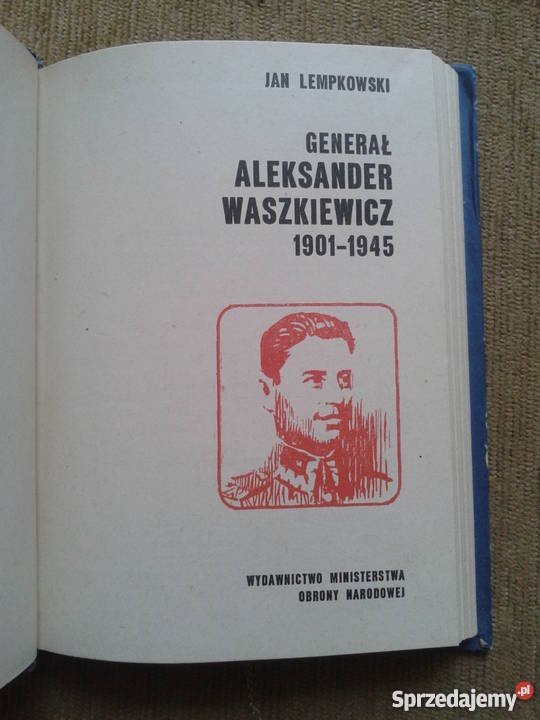 JAN LEMPKOWSKI
GENERAŁ
ALEKSANDER
WASZKIEWICZ
1901-1945
WYDAWNICTWO MINISTERSTWA
OBRONY NARODOWEJ
Sprzedajemy.pl